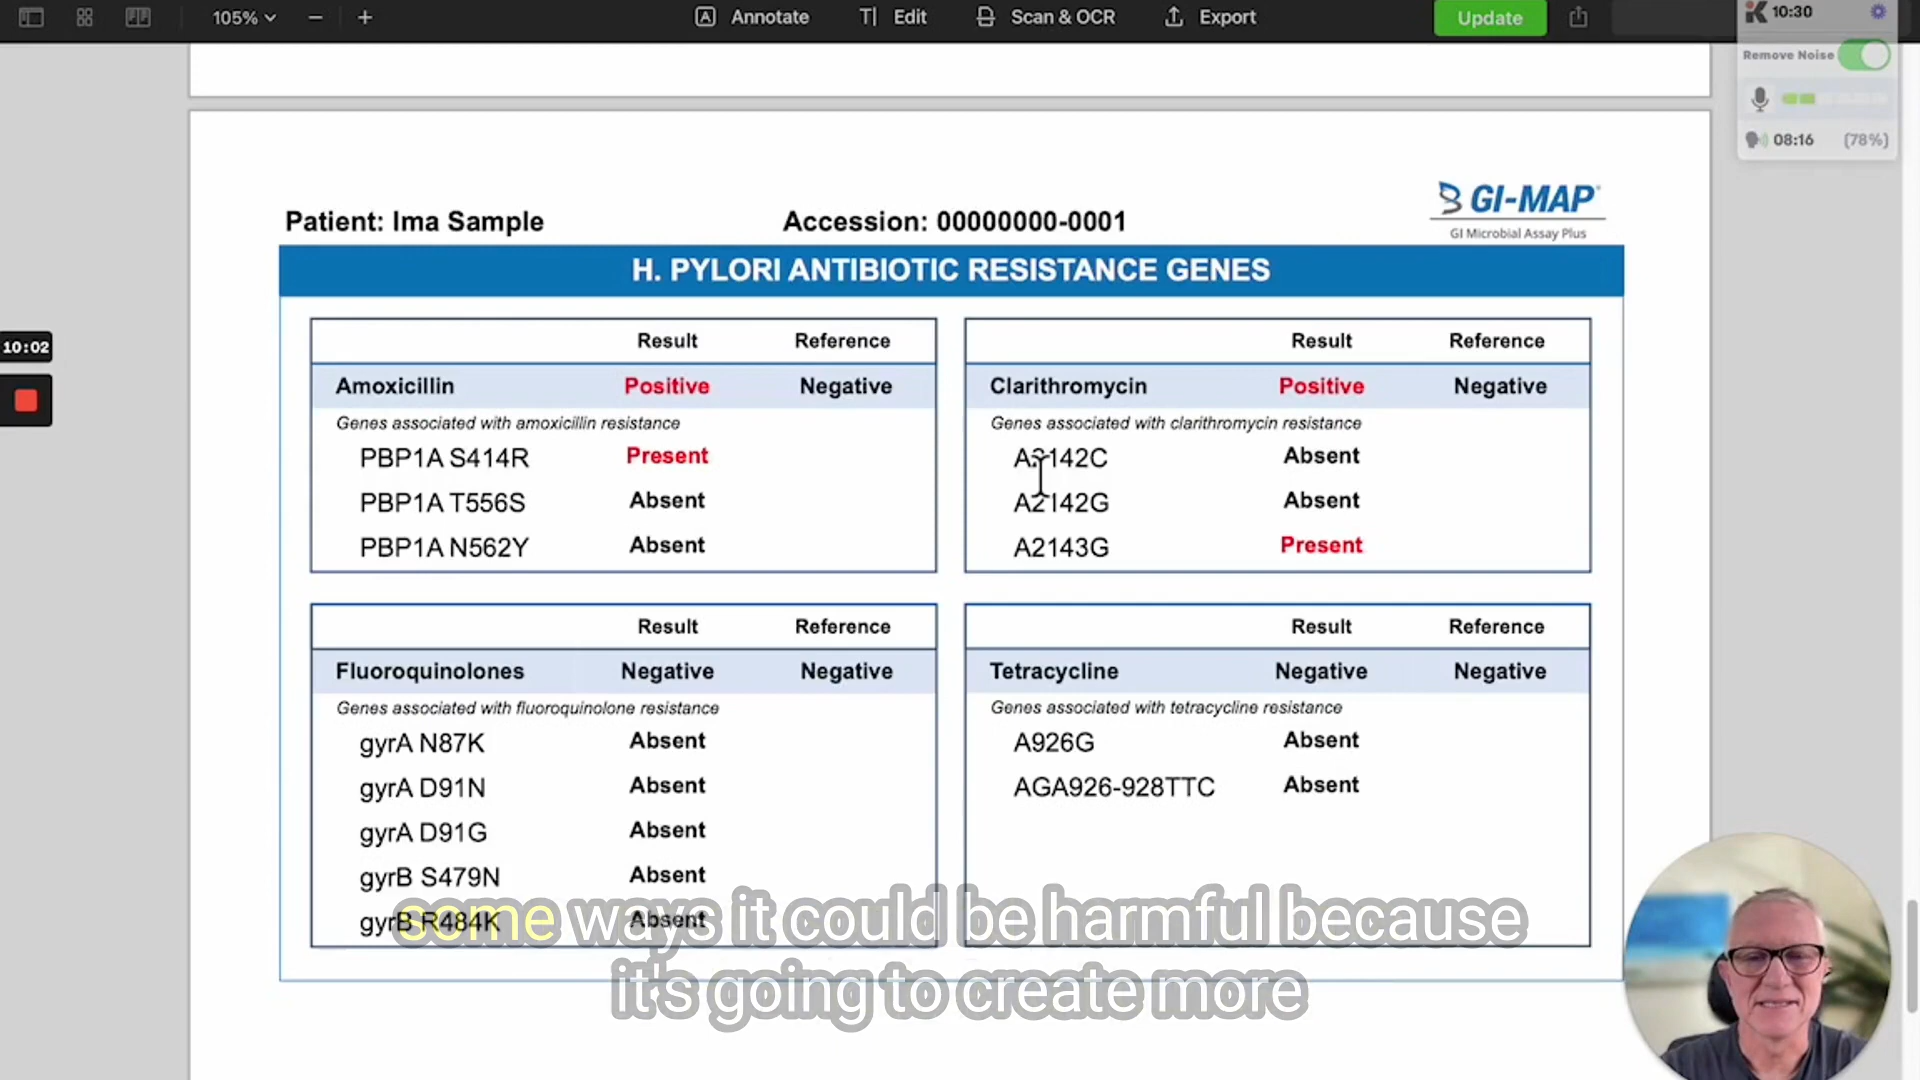 105%
Annotate
Edit
Scan & OCR
Export
Update
10:30
Remove Noise
08:16 (78%)
10:02
Patient: Ima Sample
Accession: 00000000-0001
GI-MAP
GI Microbial Assay Plus
H. PYLORI ANTIBIOTIC RESISTANCE GENES
Result Reference
Amoxicillin Positive Negative
Genes associated with amoxicillin resistance
PBP1A S414R Present
PBP1A T556S Absent
PBP1A N562Y Absent
Result Reference
Clarithromycin Positive Negative
Genes associated with clarithromycin resistance
A2142C Absent
A2142G Absent
A2143G Present
Result Reference
Fluoroquinolones Negative Negative
Genes associated with fluoroquinolone resistance
gyrA N87K Absent
gyrA D91N Absent
gyrA D91G Absent
gyrB S479N Absent
gyrB R484K Absent
Result Reference
Tetracycline Negative Negative
Genes associated with tetracycline resistance
A926G Absent
AGA926-928TTC Absent
some ways it could be harmful because
it's going to create more